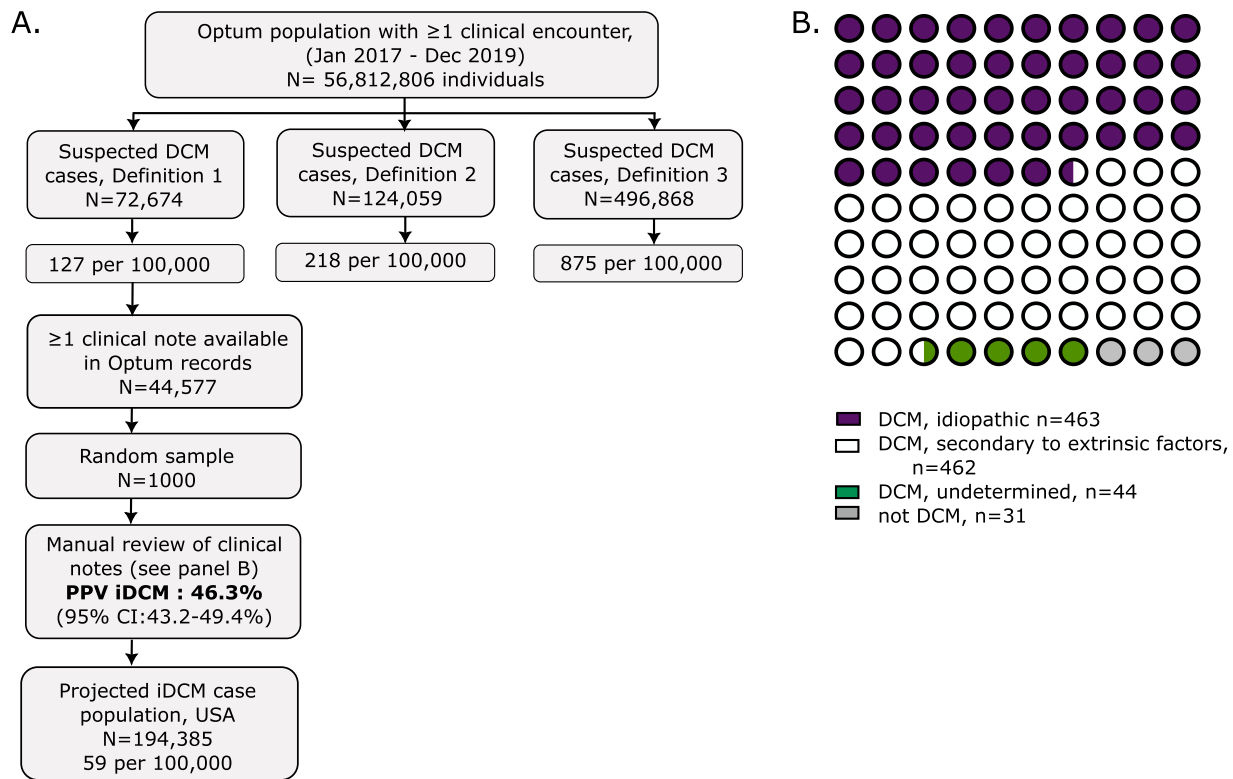 A.
Optum population with ≥1 clinical encounter,
(Jan 2017 - Dec 2019)
N= 56,812,806 individuals
Suspected DCM
cases, Definition 1
N=72,674
Suspected DCM
cases, Definition 2
N=124,059
Suspected DCM
cases, Definition 3
N=496,868
127 per 100,000
218 per 100,000
875 per 100,000
≥1 clinical note available
in Optum records
N=44,577
Random sample
N=1000
Manual review of clinical
notes (see panel B)
PPV iDCM : 46.3%
(95% CI:43.2-49.4%)
Projected iDCM case
population, USA
N=194,385
59 per 100,000
B.
DCM, idiopathic n=463
DCM, secondary to extrinsic factors,
n=462
DCM, undetermined, n=44
not DCM, n=31